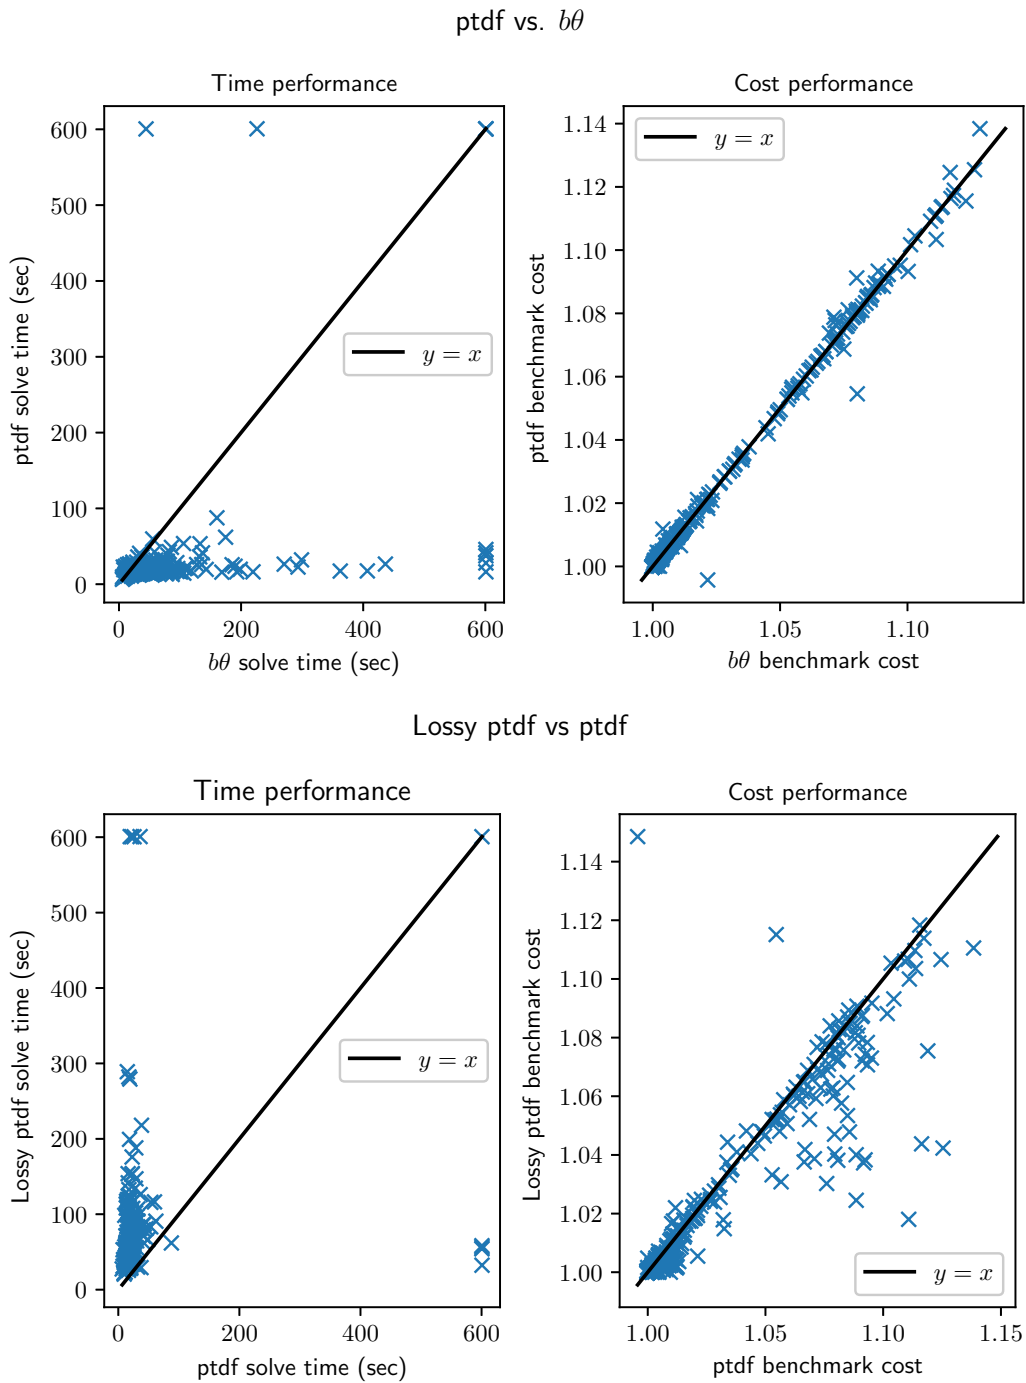 ptdf vs. bθ
Time performance
ptdf solve time (sec)
600
500
400
300
200
100
0
y = x
0 200 400 600
bθ solve time (sec)
Cost performance
ptdf benchmark cost
1.14
1.12
1.10
1.08
1.06
1.04
1.02
1.00
y = x
1.00 1.05 1.10
bθ benchmark cost
Lossy ptdf vs ptdf
Time performance
Lossy ptdf solve time (sec)
600
500
400
300
200
100
0
y = x
0 200 400 600
ptdf solve time (sec)
Cost performance
Lossy ptdf benchmark cost
1.14
1.12
1.10
1.08
1.06
1.04
1.02
1.00
y = x
1.00 1.05 1.10 1.15
ptdf benchmark cost